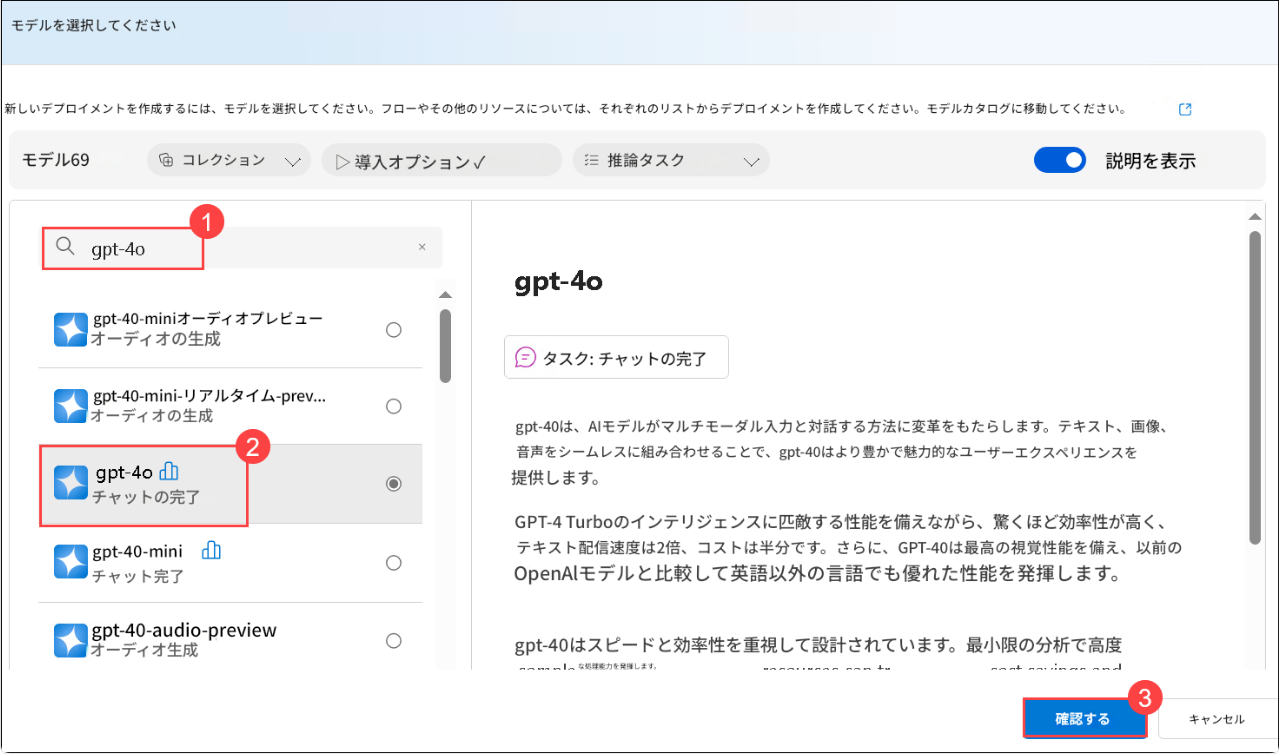 モデルを選択してください
新しいデプロイメントを作成するには、モデルを選択してください。フローやその他のリソースについては、それぞれのリストからデプロイメントを作成してください。モデルカタログに移動してください。
モデル69 コレクション 導入オプション✓ 推論タスク 説明を表示
1
gpt-4o ×
gpt-40-miniオーディオプレビュー
オーディオの生成
gpt-40-mini-リアルタイム-prev...
オーディオの生成
2
gpt-4o
チャットの完了
gpt-40-mini
チャット完了
gpt-40-audio-preview
オーディオ生成
gpt-4o
タスク: チャットの完了
gpt-40は、AIモデルがマルチモーダル入力と対話する方法に変革をもたらします。テキスト、画像、
音声をシームレスに組み合わせることで、gpt-40はより豊かで魅力的なユーザーエクスペリエンスを
提供します。
GPT-4 Turboのインテリジェンスに匹敵する性能を備えながら、驚くほど効率性が高く、
テキスト配信速度は2倍、コストは半分です。さらに、GPT-40は最高の視覚性能を備え、以前の
OpenAIモデルと比較して英語以外の言語でも優れた性能を発揮します。
gpt-40はスピードと効率性を重視して設計されています。最小限の分析で高度
な処理能力を発揮します。
3
確認する キャンセル